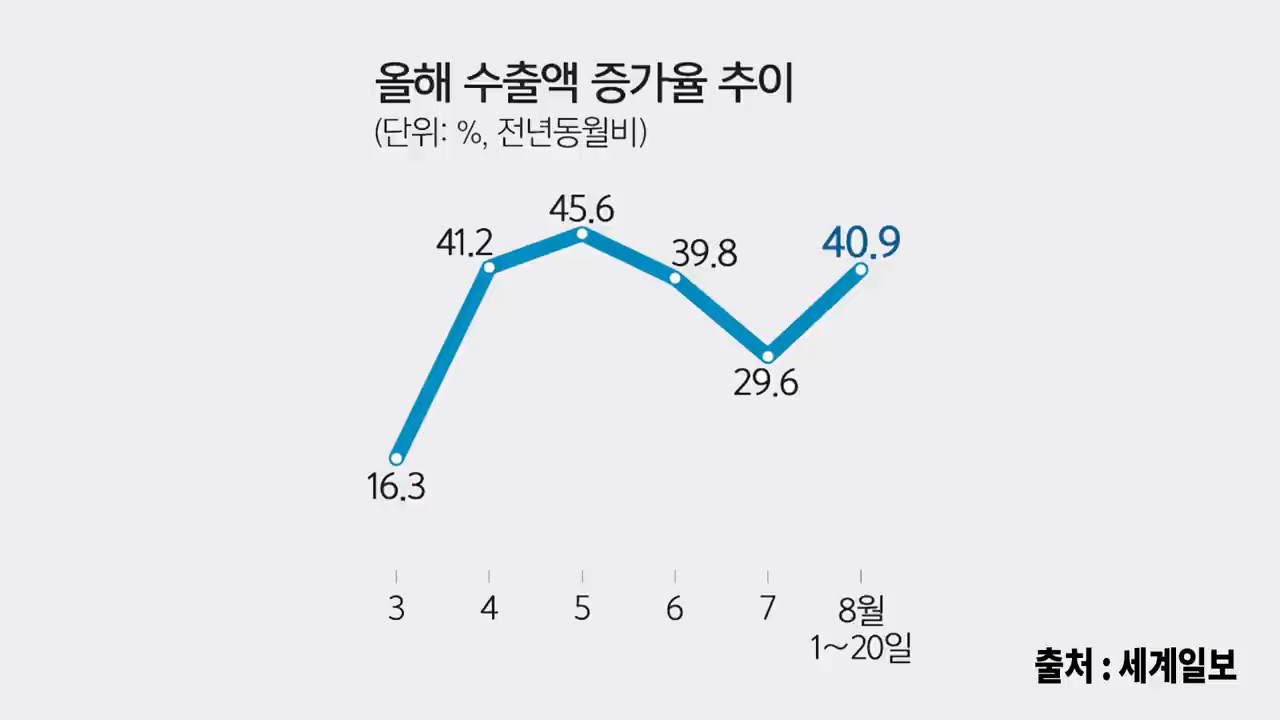 올해 수출액 증가율 추이
(단위: %, 전년동월비)
45.6
41.2
39.8
40.9
29.6
16.3
3 4 5 6 7 8월
1~20일
출처 : 세계일보